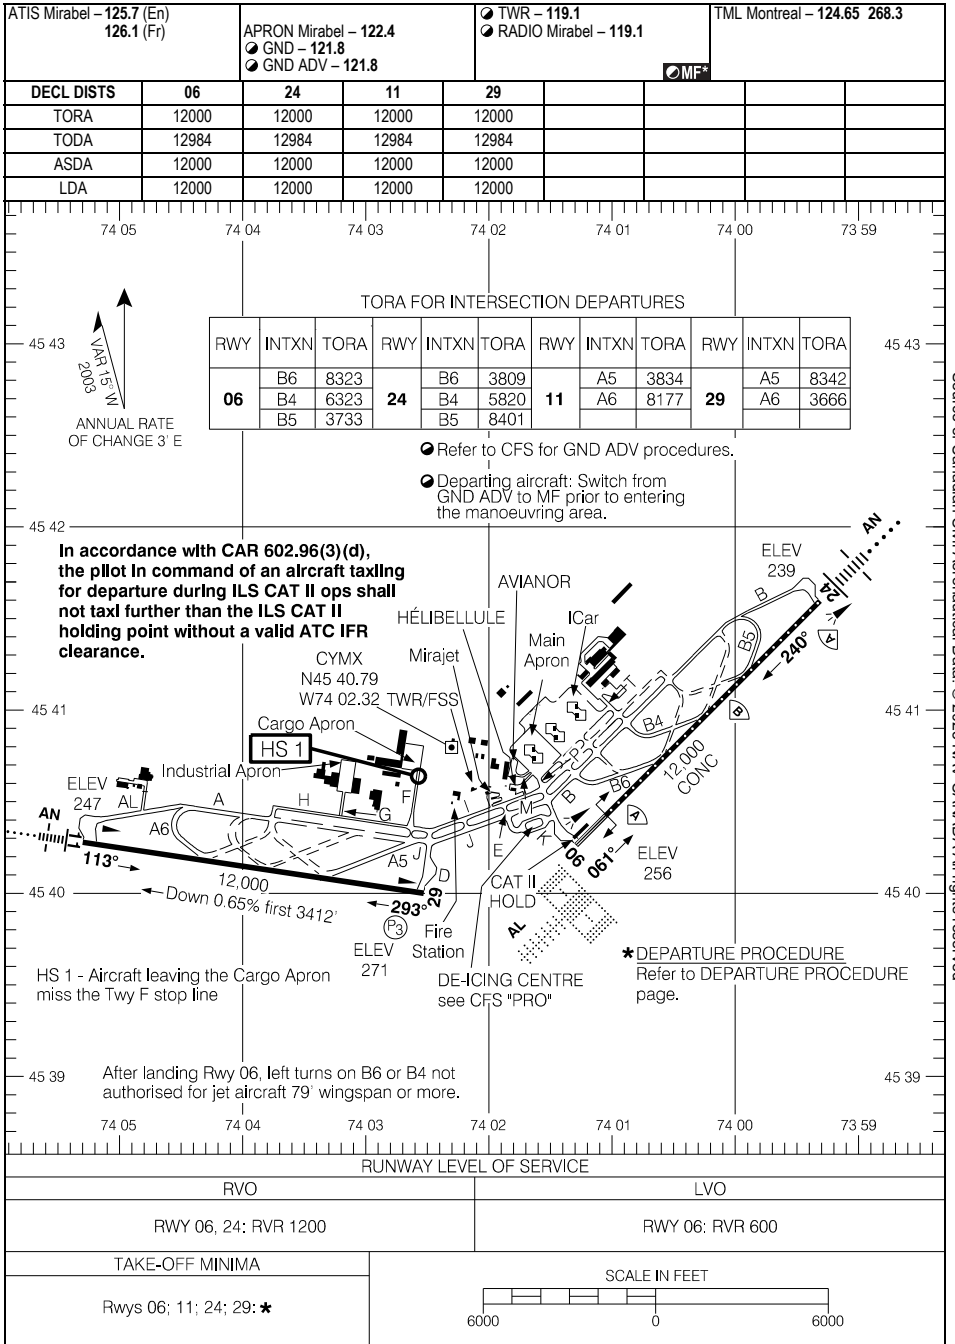 ATIS Mirabel – 125.7 (En)
126.1 (Fr)
APRON Mirabel – 122.4
GND – 121.8
GND ADV – 121.8
TWR – 119.1
RADIO Mirabel – 119.1
MF*
TML Montreal – 124.65 268.3
DECL DISTS 06 24 11 29
TORA 12000 12000 12000 12000
TODA 12984 12984 12984 12984
ASDA 12000 12000 12000 12000
LDA 12000 12000 12000 12000
74 05 74 04 74 03 74 02 74 01 74 00 73 59
TORA FOR INTERSECTION DEPARTURES
RWY INTXN TORA RWY INTXN TORA RWY INTXN TORA RWY INTXN TORA
06 B6 8323 24 B6 3809 11 A5 3834 29 A5 8342
B4 6323 B4 5820 A6 8177 A6 3666
B5 3733 B5 8401
45 43 45 43
VAR 15° W
2003
ANNUAL RATE
OF CHANGE 3' E
Refer to CFS for GND ADV procedures.
Departing aircraft: Switch from
GND ADV to MF prior to entering
the manoeuvring area.
45 42 45 42
In accordance with CAR 602.96(3)(d),
the pilot in command of an aircraft taxiing
for departure during ILS CAT II ops shall
not taxi further than the ILS CAT II
holding point without a valid ATC IFR
clearance.
AN
ELEV
239
24
B
B5
A
240°
AVIANOR
HÉLIBELLULE
ICar
Main
Apron
Mirajet
CYMX
N45 40.79
W74 02.32
TWR/FSS
45 41 45 41
Cargo Apron
HS 1
Industrial Apron
B4
B
12,000
CONC
B6
ELEV
247
AL
A
H
G
F
A6
AN
113°
12,000
Down 0.65% first 3412'
A5
J
D
J
E
M
K
B
A
06
061°
ELEV
256
45 40 45 40
293°
29
P3
ELEV
271
Fire
Station
CAT II
HOLD
AL
DE-ICING CENTRE
see CFS "PRO"
* DEPARTURE PROCEDURE
Refer to DEPARTURE PROCEDURE
page.
HS 1 - Aircraft leaving the Cargo Apron
miss the Twy F stop line
45 39 45 39
After landing Rwy 06, left turns on B6 or B4 not
authorised for jet aircraft 79' wingspan or more.
74 05 74 04 74 03 74 02 74 01 74 00 73 59
RUNWAY LEVEL OF SERVICE
RVO LVO
RWY 06, 24: RVR 1200 RWY 06: RVR 600
TAKE-OFF MINIMA
Rwys 06; 11; 24; 29: *
SCALE IN FEET
6000 0 6000